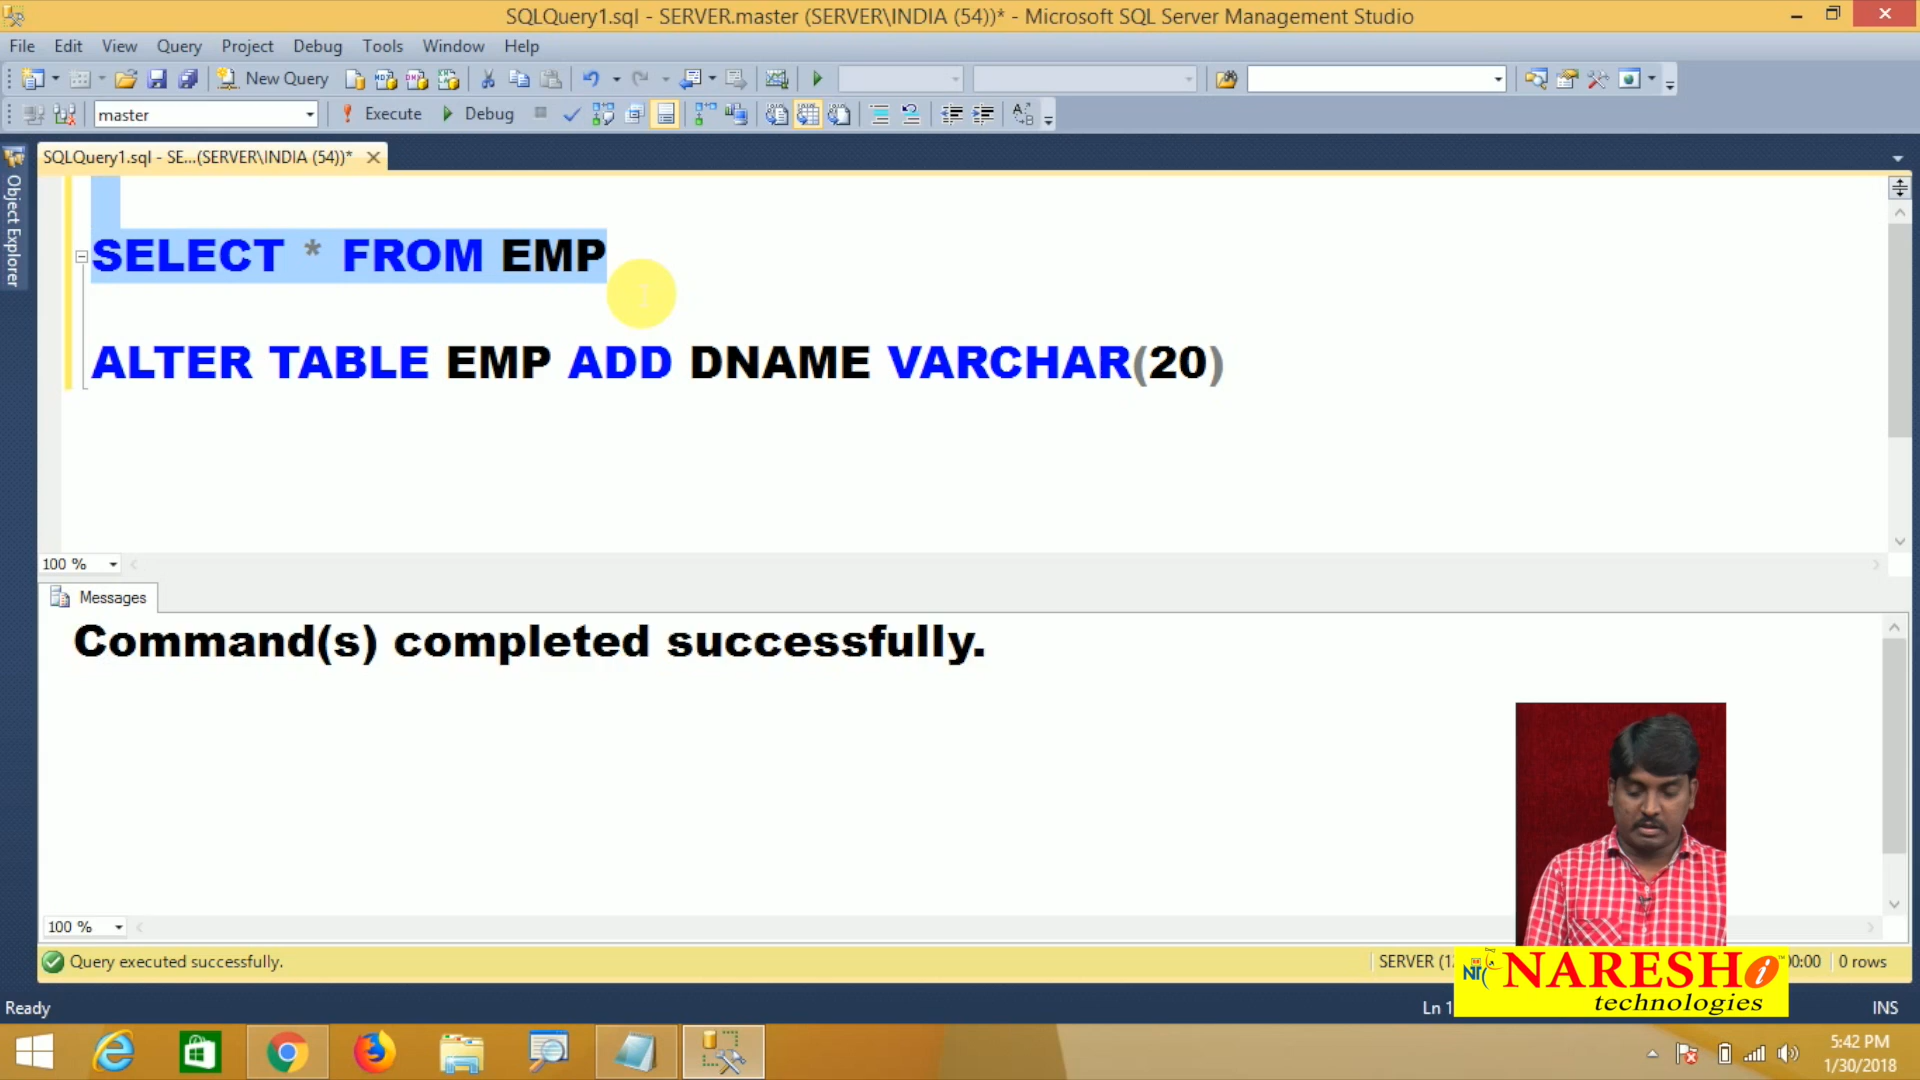 SQLQuery1.sql - SERVER.master (SERVER\INDIA (54))* - Microsoft SQL Server Management Studio
File Edit View Query Project Debug Tools Window Help
New Query
master Execute Debug
SQLQuery1.sql - SE...(SERVER\INDIA (54))*
Object Explorer
SELECT * FROM EMP
ALTER TABLE EMP ADD DNAME VARCHAR(20)
100 %
Messages
Command(s) completed successfully.
100 %
Query executed successfully.
SERVER (1
0:00 0 rows
NARESH i
technologies
Ready
Ln 1
INS
5:42 PM
1/30/2018